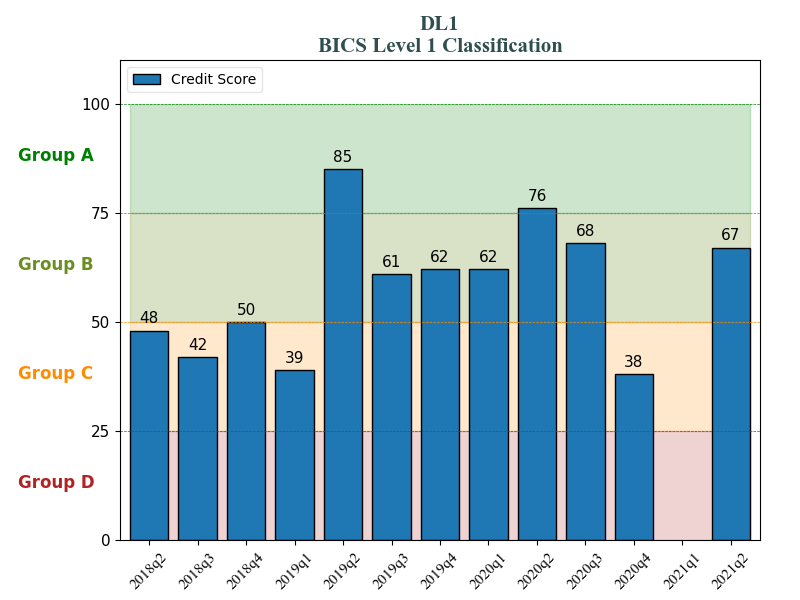 DL1
BICS Level 1 Classification
Credit Score
100
75
50
25
0
Group A
Group B
Group C
Group D
48
42
50
39
85
61
62
62
76
68
38
67
2018q2
2018q3
2018q4
2019q1
2019q2
2019q3
2019q4
2020q1
2020q2
2020q3
2020q4
2021q1
2021q2